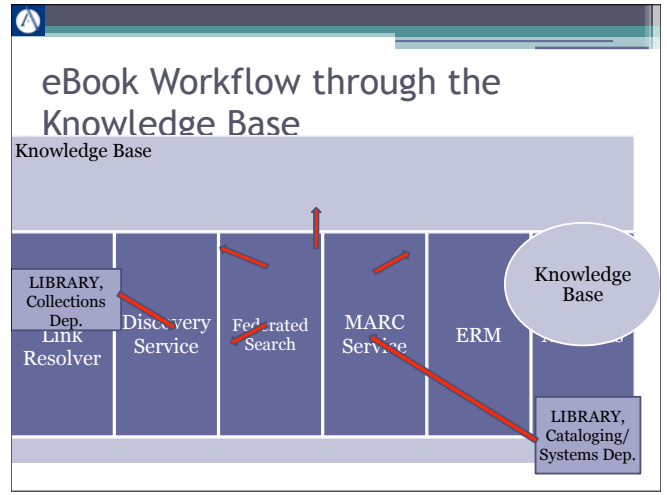 eBook Workflow through the
Knowledge Base
Knowledge Base
LIBRARY,
Collections
Dep.
Link
Resolver
Discovery
Service
Federated
Search
MARC
Service
ERM
Knowledge
Base
LIBRARY,
Cataloging/
Systems Dep.